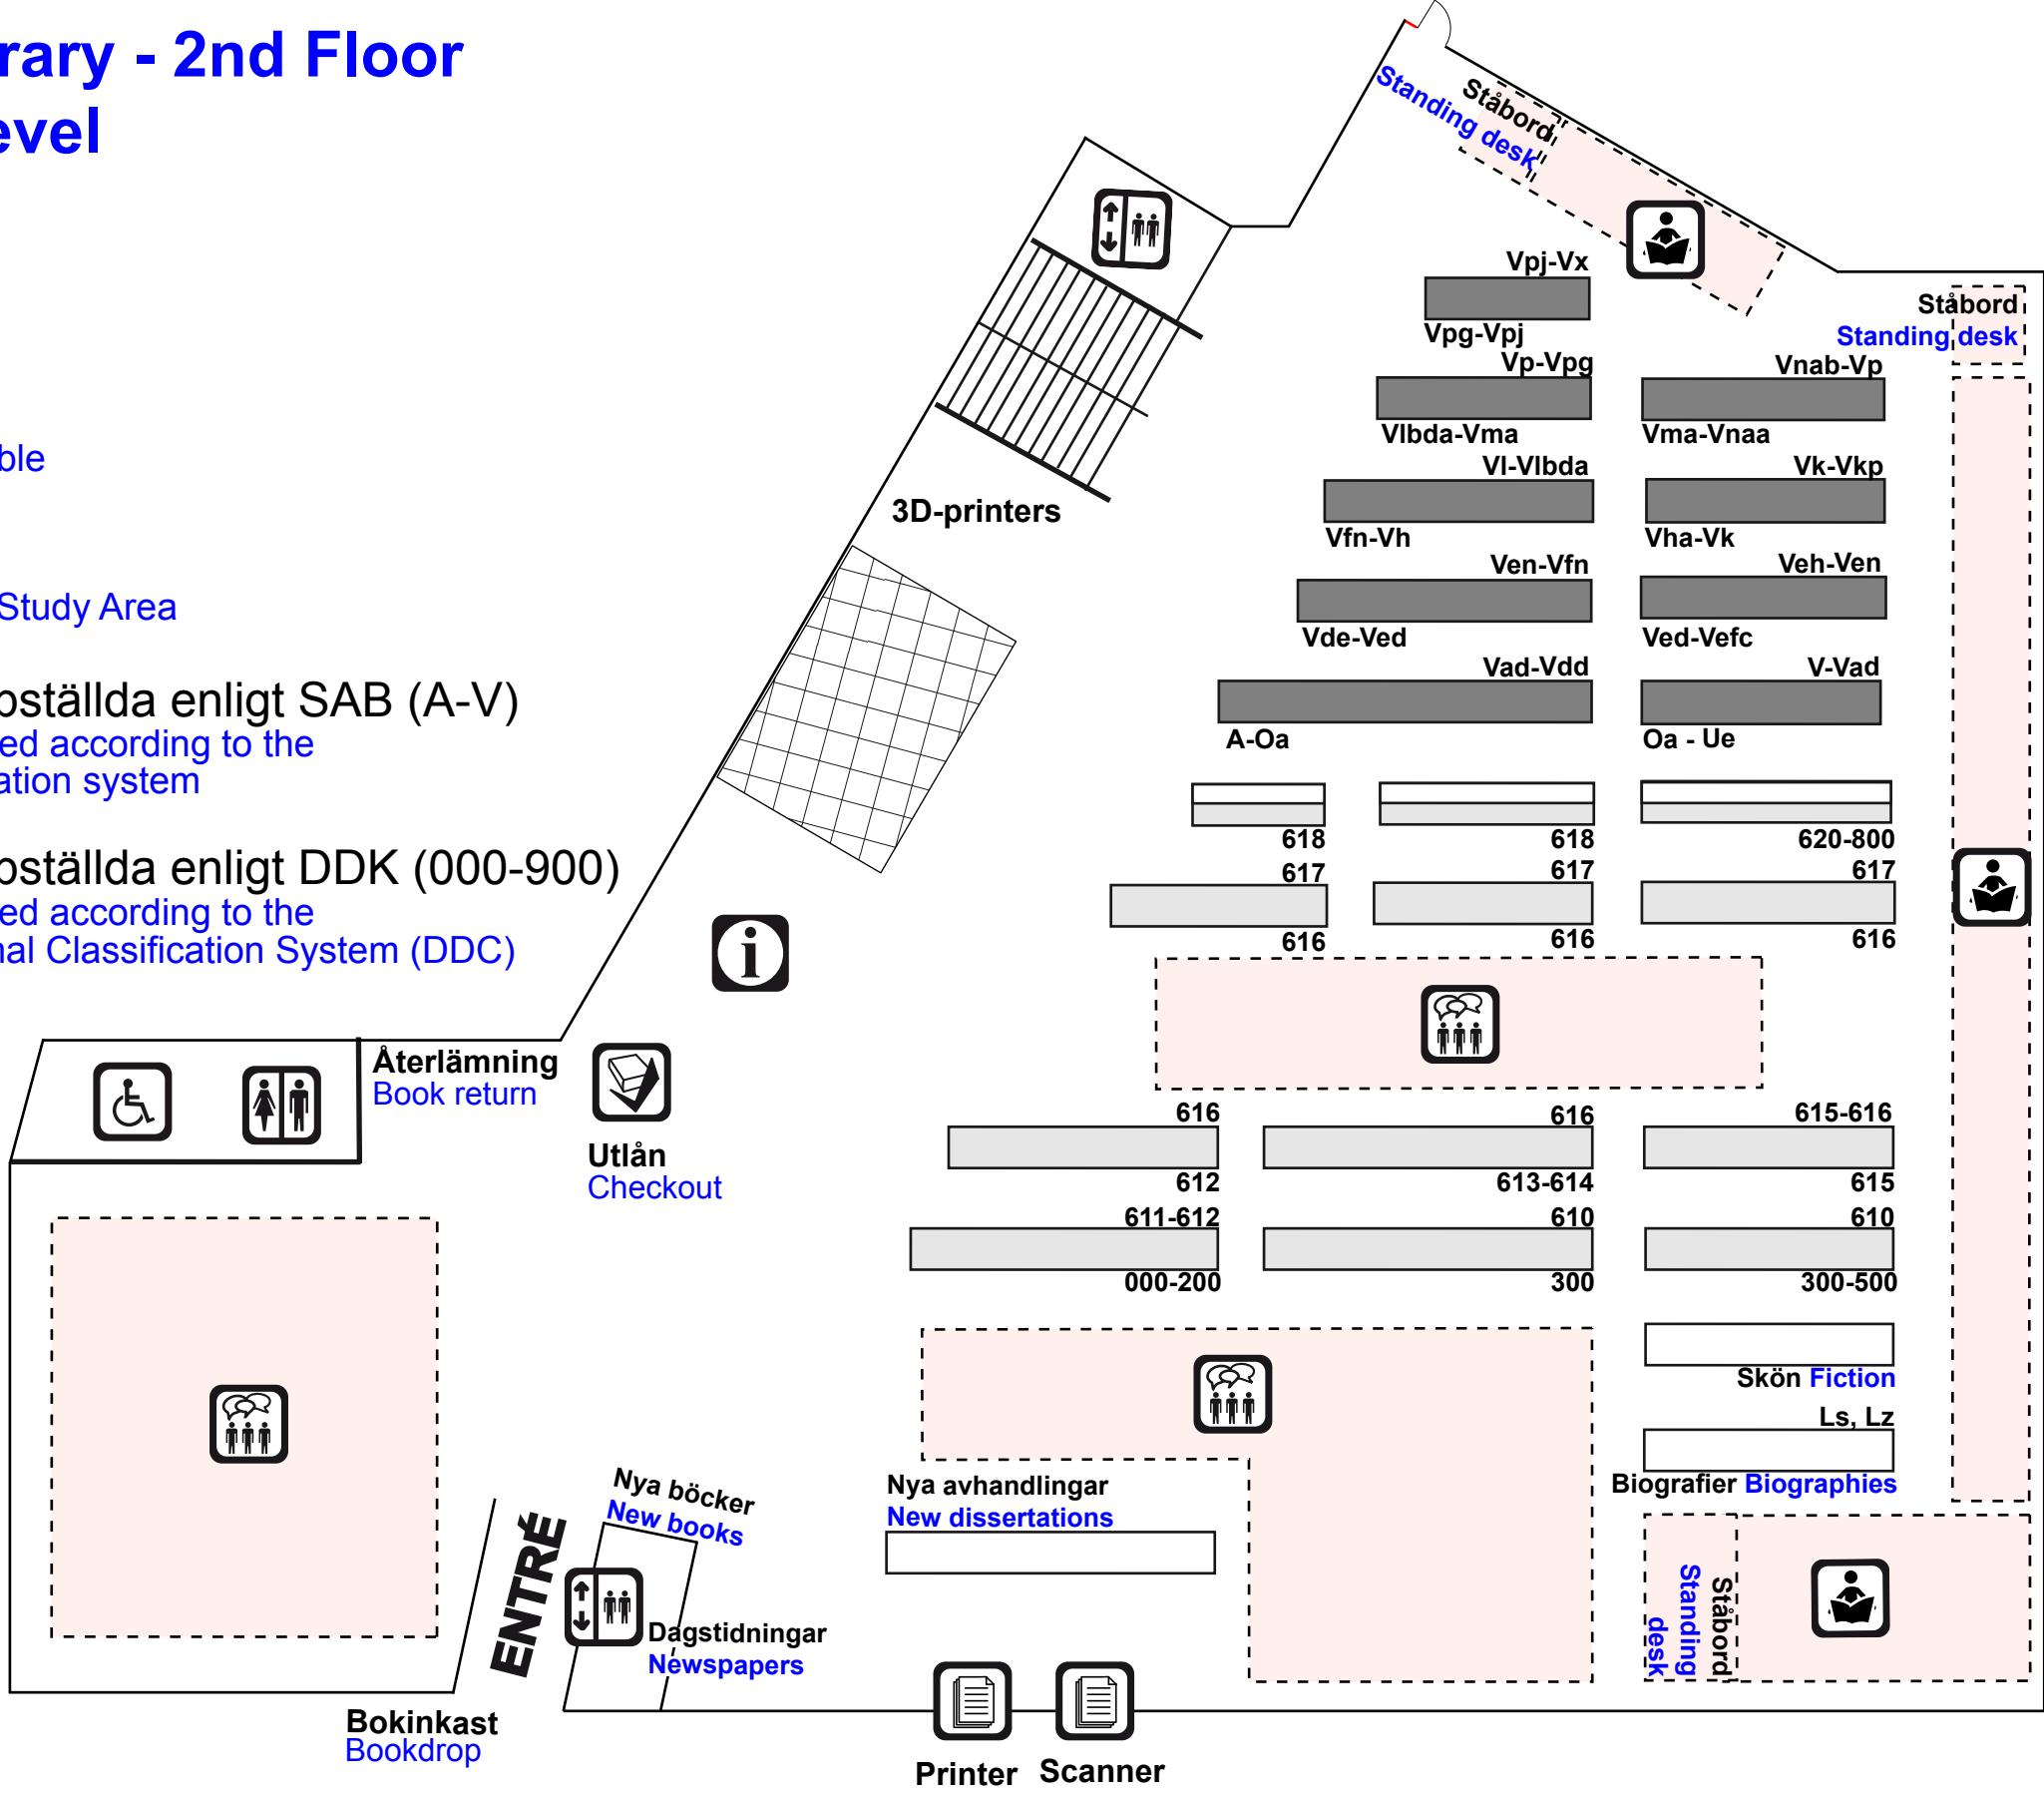 rary - 2nd Floor
evel
ble
Study Area
pställda enligt SAB (A-V)
ed according to the
ation system
pställda enligt DDK (000-900)
ed according to the
nal Classification System (DDC)
Ståbord
Standing desk
Vpj-Vx
Vpg-Vpj
Ståbord
Standing desk
Vp-Vpg
Vnab-Vp
Vlbda-Vma
Vma-Vnaa
Vl-Vlbda
Vk-Vkp
3D-printers
Vfn-Vh
Vha-Vk
Ven-Vfn
Veh-Ven
Vde-Ved
Ved-Vefc
Vad-Vdd
V-Vad
A-Oa
Oa - Ue
618
618
620-800
617
617
617
616
616
616
Återlämning
Book return
Utlån
Checkout
616
616
615-616
612
613-614
615
611-612
610
610
000-200
300
300-500
Skön Fiction
Ls, Lz
Biografier Biographies
Nya avhandlingar
New dissertations
Nya böcker
New books
ENTRÉ
Dagstidningar
Newspapers
Ståbord
Standing
desk
Bokinkast
Bookdrop
Printer
Scanner